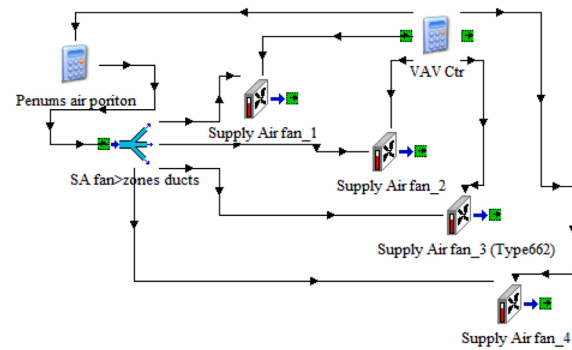 Penums air poriton
VAV Ctr
Supply Air fan_1
SA fan>zones ducts
Supply Air fan_2
Supply Air fan_3 (Type662)
Supply Air fan_4